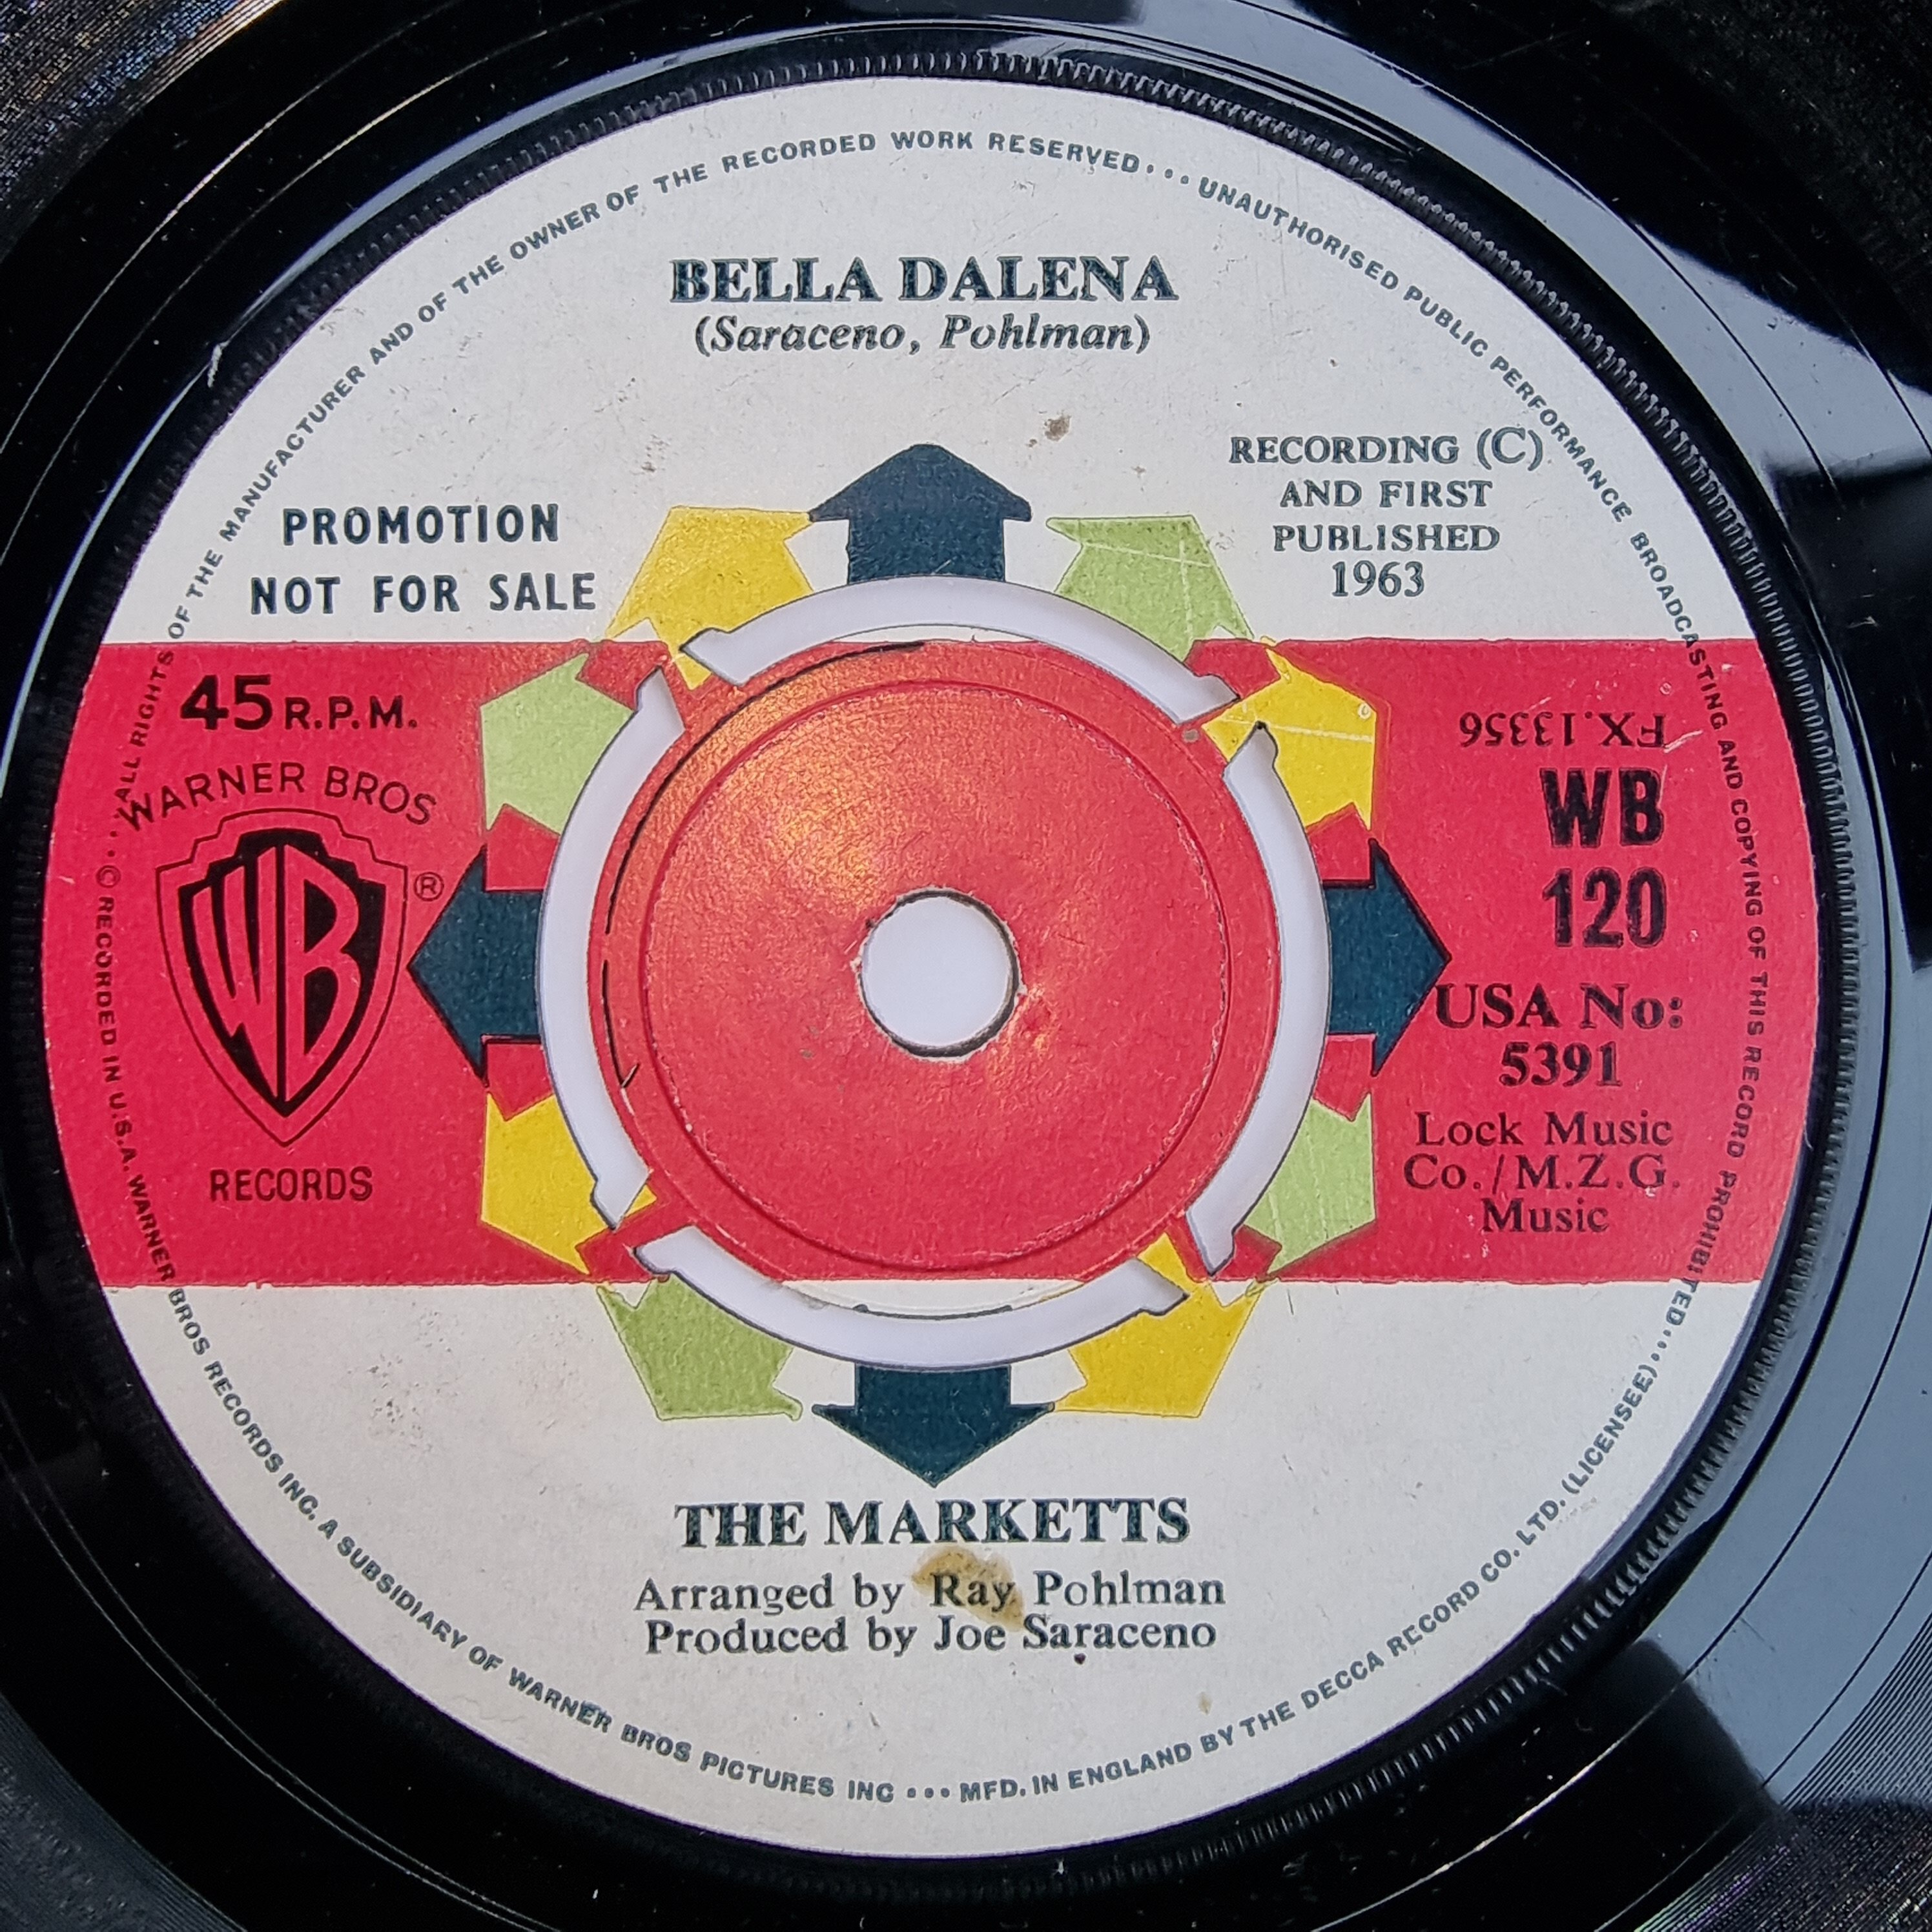 BELLA DALENA
(Saraceno, Pohlman)
RECORDING (C)
AND FIRST
PUBLISHED
1963
PROMOTION
NOT FOR SALE
45 R.P.M.
WARNER BROS
WB
®
RECORDS
FX.13356
WB
120
USA No:
5391
Lock Music
Co./M.Z.G.
Music
THE MARKETTS
Arranged by Ray Pohlman
Produced by Joe Saraceno
ALL RIGHTS OF THE MANUFACTURER AND OF THE OWNER OF THE RECORDED WORK RESERVED... UNAUTHORISED PUBLIC PERFORMANCE BROADCASTING AND COPYING OF THIS RECORD PROHIBITED...
© RECORDED IN U.S.A. WARNER BROS RECORDS INC. A SUBSIDIARY OF WARNER BROS PICTURES INC ... MFD. IN ENGLAND BY THE DECCA RECORD CO. LTD. (LICENSEE)...